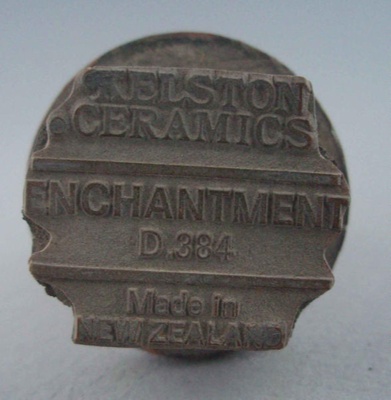 KELSTON
CERAMICS
ENCHANTMENT
D.384
Made in
NEW ZEALAND